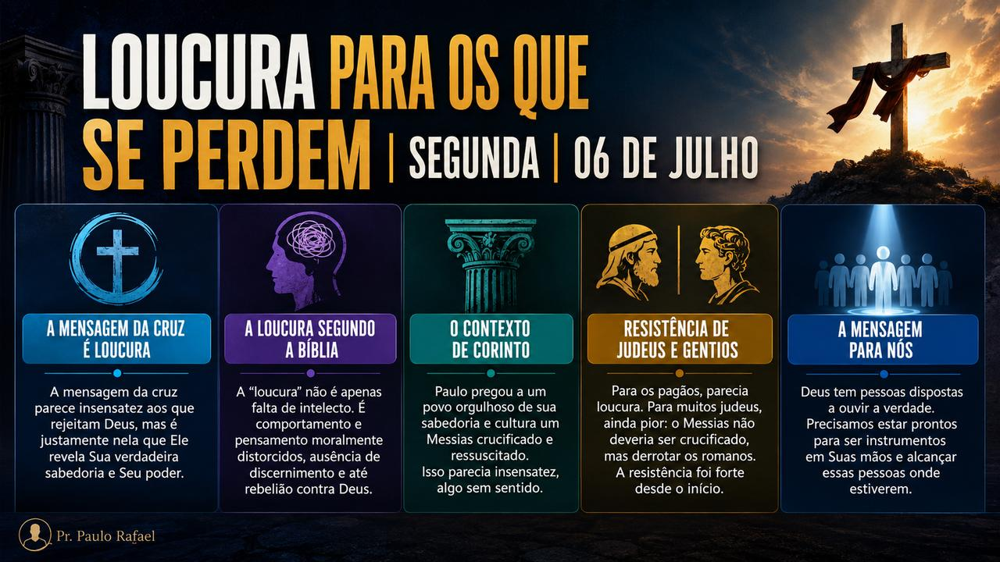 LOUCURA PARA OS QUE
SE PERDEM | SEGUNDA | 06 DE JULHO
A MENSAGEM DA CRUZ
É LOUCURA
A mensagem da cruz
parece insensatez aos que
rejeitam Deus, mas é
justamente nela que Ele
revela Sua verdadeira
sabedoria e Seu poder.
A LOUCURA SEGUNDO
A BÍBLIA
A “loucura” não é apenas
falta de intelecto. É
comportamento e
pensamento moralmente
distorcidos, ausência de
discernimento e até
rebelião contra Deus.
O CONTEXTO
DE CORINTO
Paulo pregou a um
povo orgulhoso de sua
sabedoria e cultura um
Messias crucificado e
ressuscitado.
Isso parecia insensatez,
algo sem sentido.
RESISTÊNCIA DE
JUDEUS E GENTIOS
Para os pagãos, parecia
loucura. Para muitos judeus,
ainda pior: o Messias não
deveria ser crucificado,
mas derrotar os romanos.
A resistência foi forte
desde o início.
A MENSAGEM
PARA NÓS
Deus tem pessoas dispostas
a ouvir a verdade.
Precisamos estar prontos
para ser instrumentos
em Suas mãos e alcançar
essas pessoas onde
estiverem.
Pr. Paulo Rafael